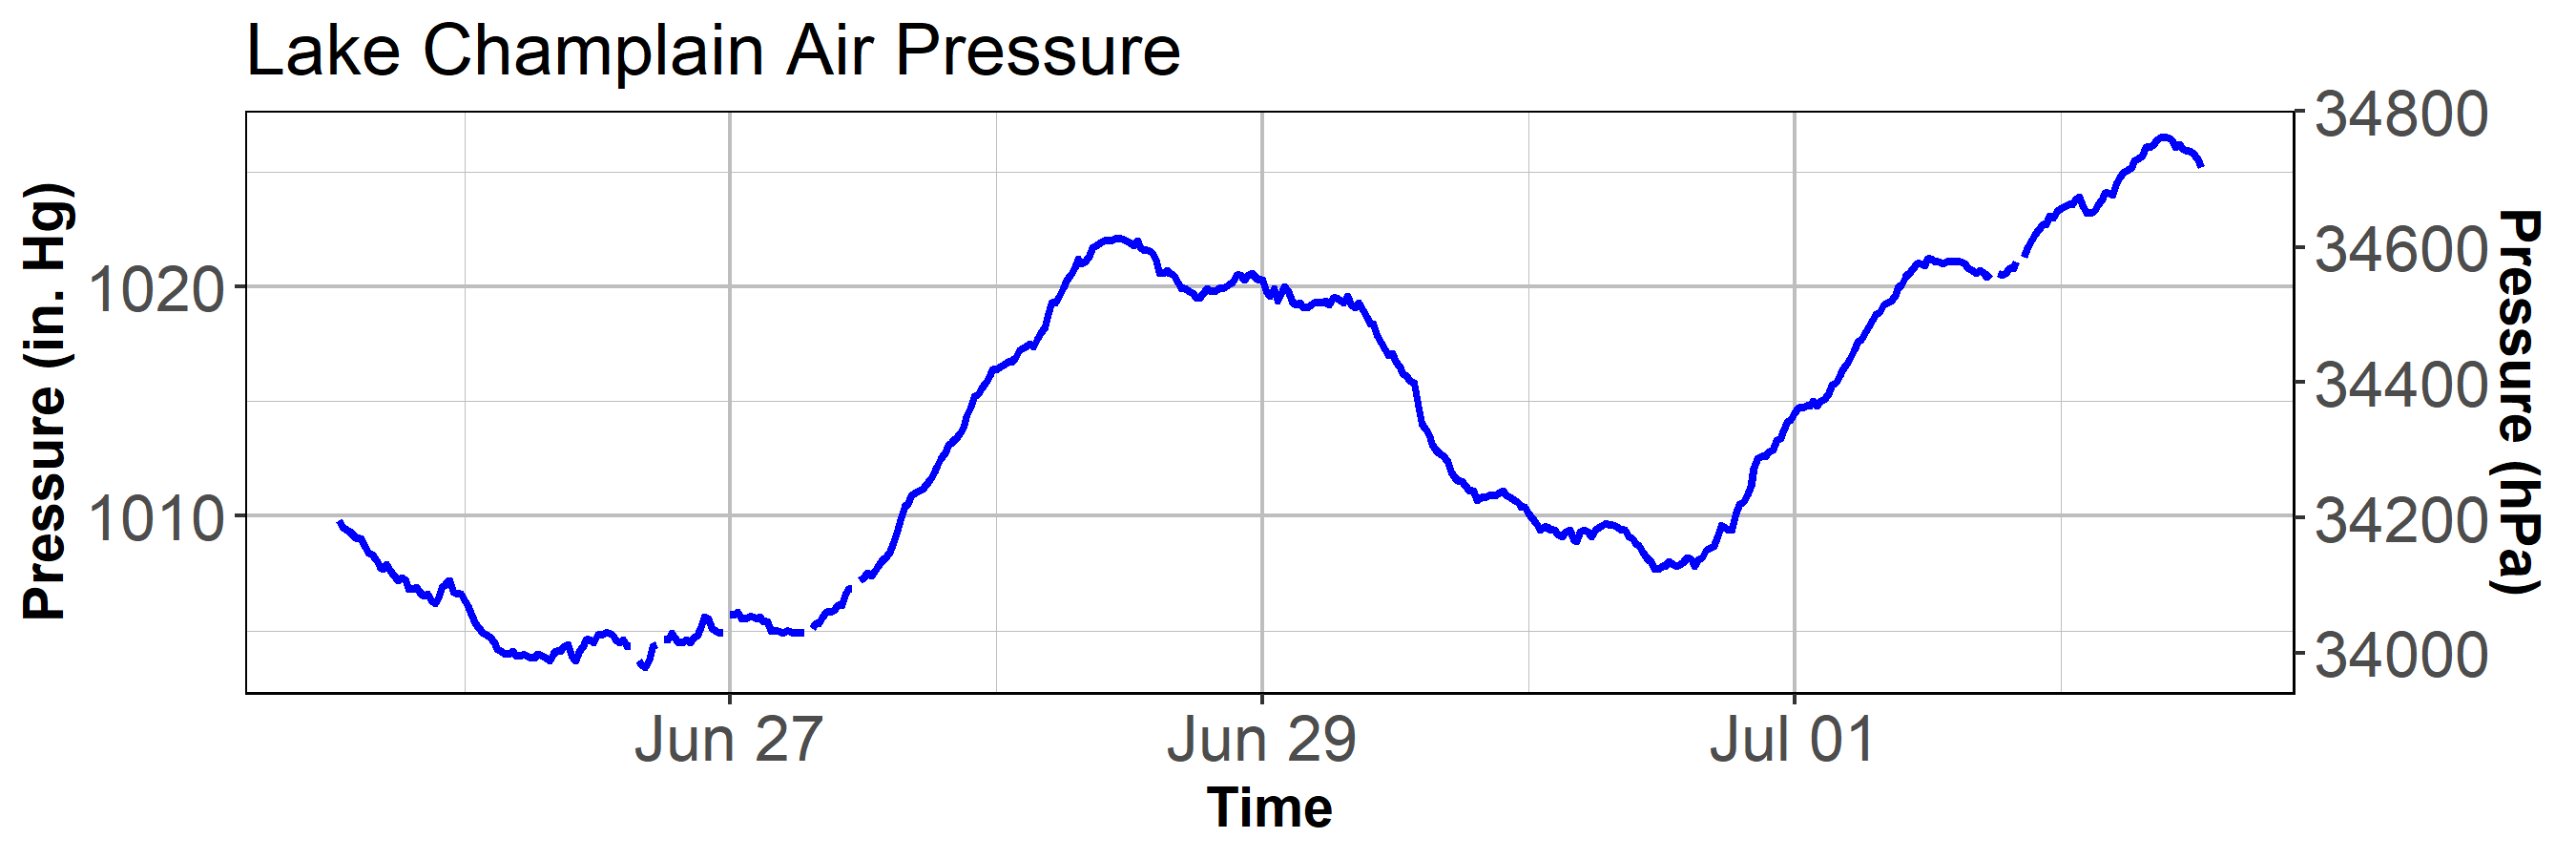 Lake Champlain Air Pressure
Pressure (in. Hg)
1020
1010
34800
34600
34400
34200
34000
Pressure (hPa)
Jun 27
Jun 29
Jul 01
Time